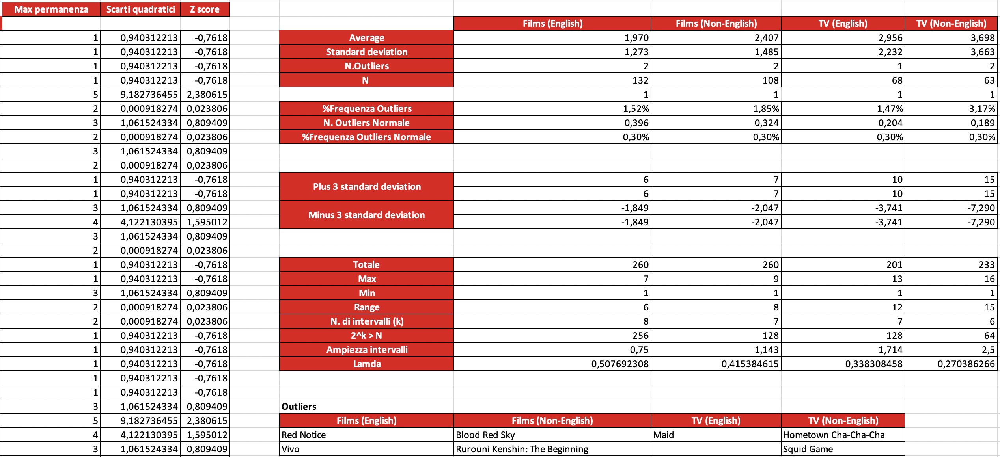 Max permanenza Scarti quadratici Z score
Films (English) Films (Non-English) TV (English) TV (Non-English)
1 0,940312213 -0,7618 Average 1,970 2,407 2,956 3,698
1 0,940312213 -0,7618 Standard deviation 1,273 1,485 2,232 3,663
1 0,940312213 -0,7618 N.Outliers 2 2 1 2
1 0,940312213 -0,7618 N 132 108 68 63
5 9,182736455 2,380615 1 1 1 1
2 0,000918274 0,023806 %Frequenza Outliers 1,52% 1,85% 1,47% 3,17%
3 1,061524334 0,809409 N. Outliers Normale 0,396 0,324 0,204 0,189
2 0,000918274 0,023806 %Frequenza Outliers Normale 0,30% 0,30% 0,30% 0,30%
3 1,061524334 0,809409
2 0,000918274 0,023806
1 0,940312213 -0,7618 Plus 3 standard deviation 6 7 10 15
1 0,940312213 -0,7618 6 7 10 15
3 1,061524334 0,809409 Minus 3 standard deviation -1,849 -2,047 -3,741 -7,290
4 4,122130395 1,595012 -1,849 -2,047 -3,741 -7,290
3 1,061524334 0,809409
2 0,000918274 0,023806
1 0,940312213 -0,7618 Totale 260 260 201 233
1 0,940312213 -0,7618 Max 7 9 13 16
3 1,061524334 0,809409 Min 1 1 1 1
2 0,000918274 0,023806 Range 6 8 12 15
2 0,000918274 0,023806 N. di intervalli (k) 8 7 7 6
1 0,940312213 -0,7618 2^k > N 256 128 128 64
1 0,940312213 -0,7618 Ampiezza intervalli 0,75 1,143 1,714 2,5
1 0,940312213 -0,7618 Lamda 0,507692308 0,415384615 0,338308458 0,270386266
1 0,940312213 -0,7618
1 0,940312213 -0,7618
3 1,061524334 0,809409 Outliers
5 9,182736455 2,380615 Films (English) Films (Non-English) TV (English) TV (Non-English)
4 4,122130395 1,595012 Red Notice Blood Red Sky Maid Hometown Cha-Cha-Cha
3 1,061524334 0,809409 Vivo Rurouni Kenshin: The Beginning Squid Game